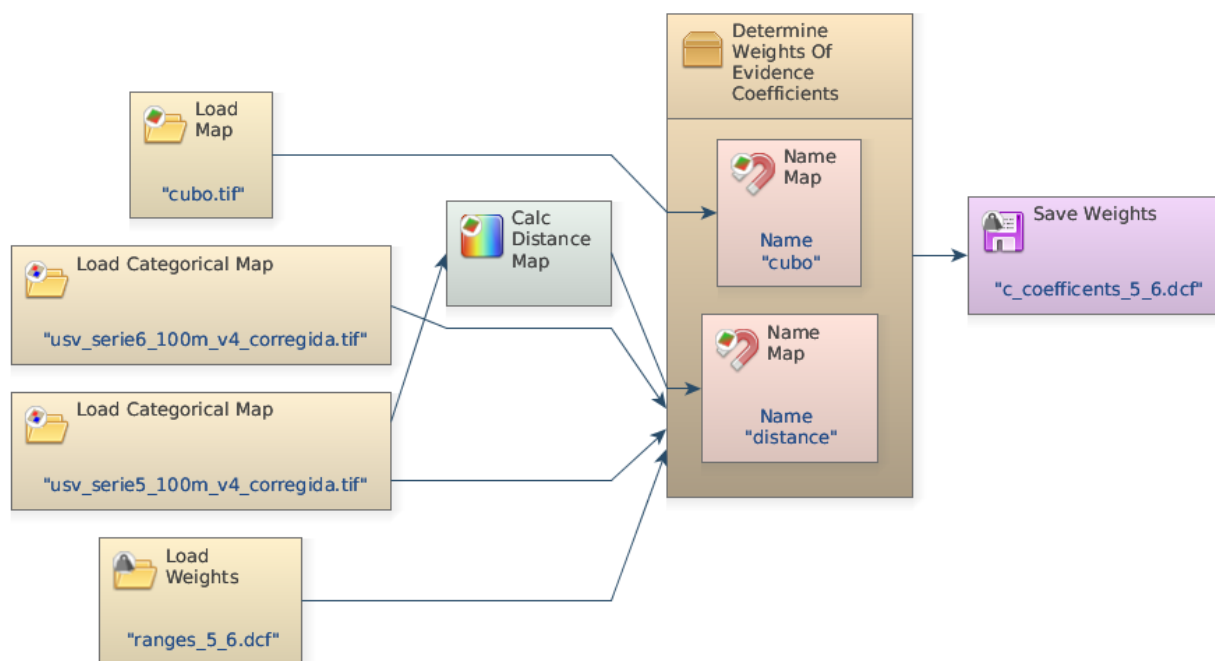 Load
Map
"cubo.tif"
Load Categorical Map
"usv_serie6_100m_v4_corregida.tif"
Load Categorical Map
"usv_serie5_100m_v4_corregida.tif"
Load
Weights
"ranges_5_6.dcf"
Calc
Distance
Map
Determine
Weights Of
Evidence
Coefficients
Name
Map
Name
"cubo"
Name
Map
Name
"distance"
Save Weights
"c_coefficents_5_6.dcf"